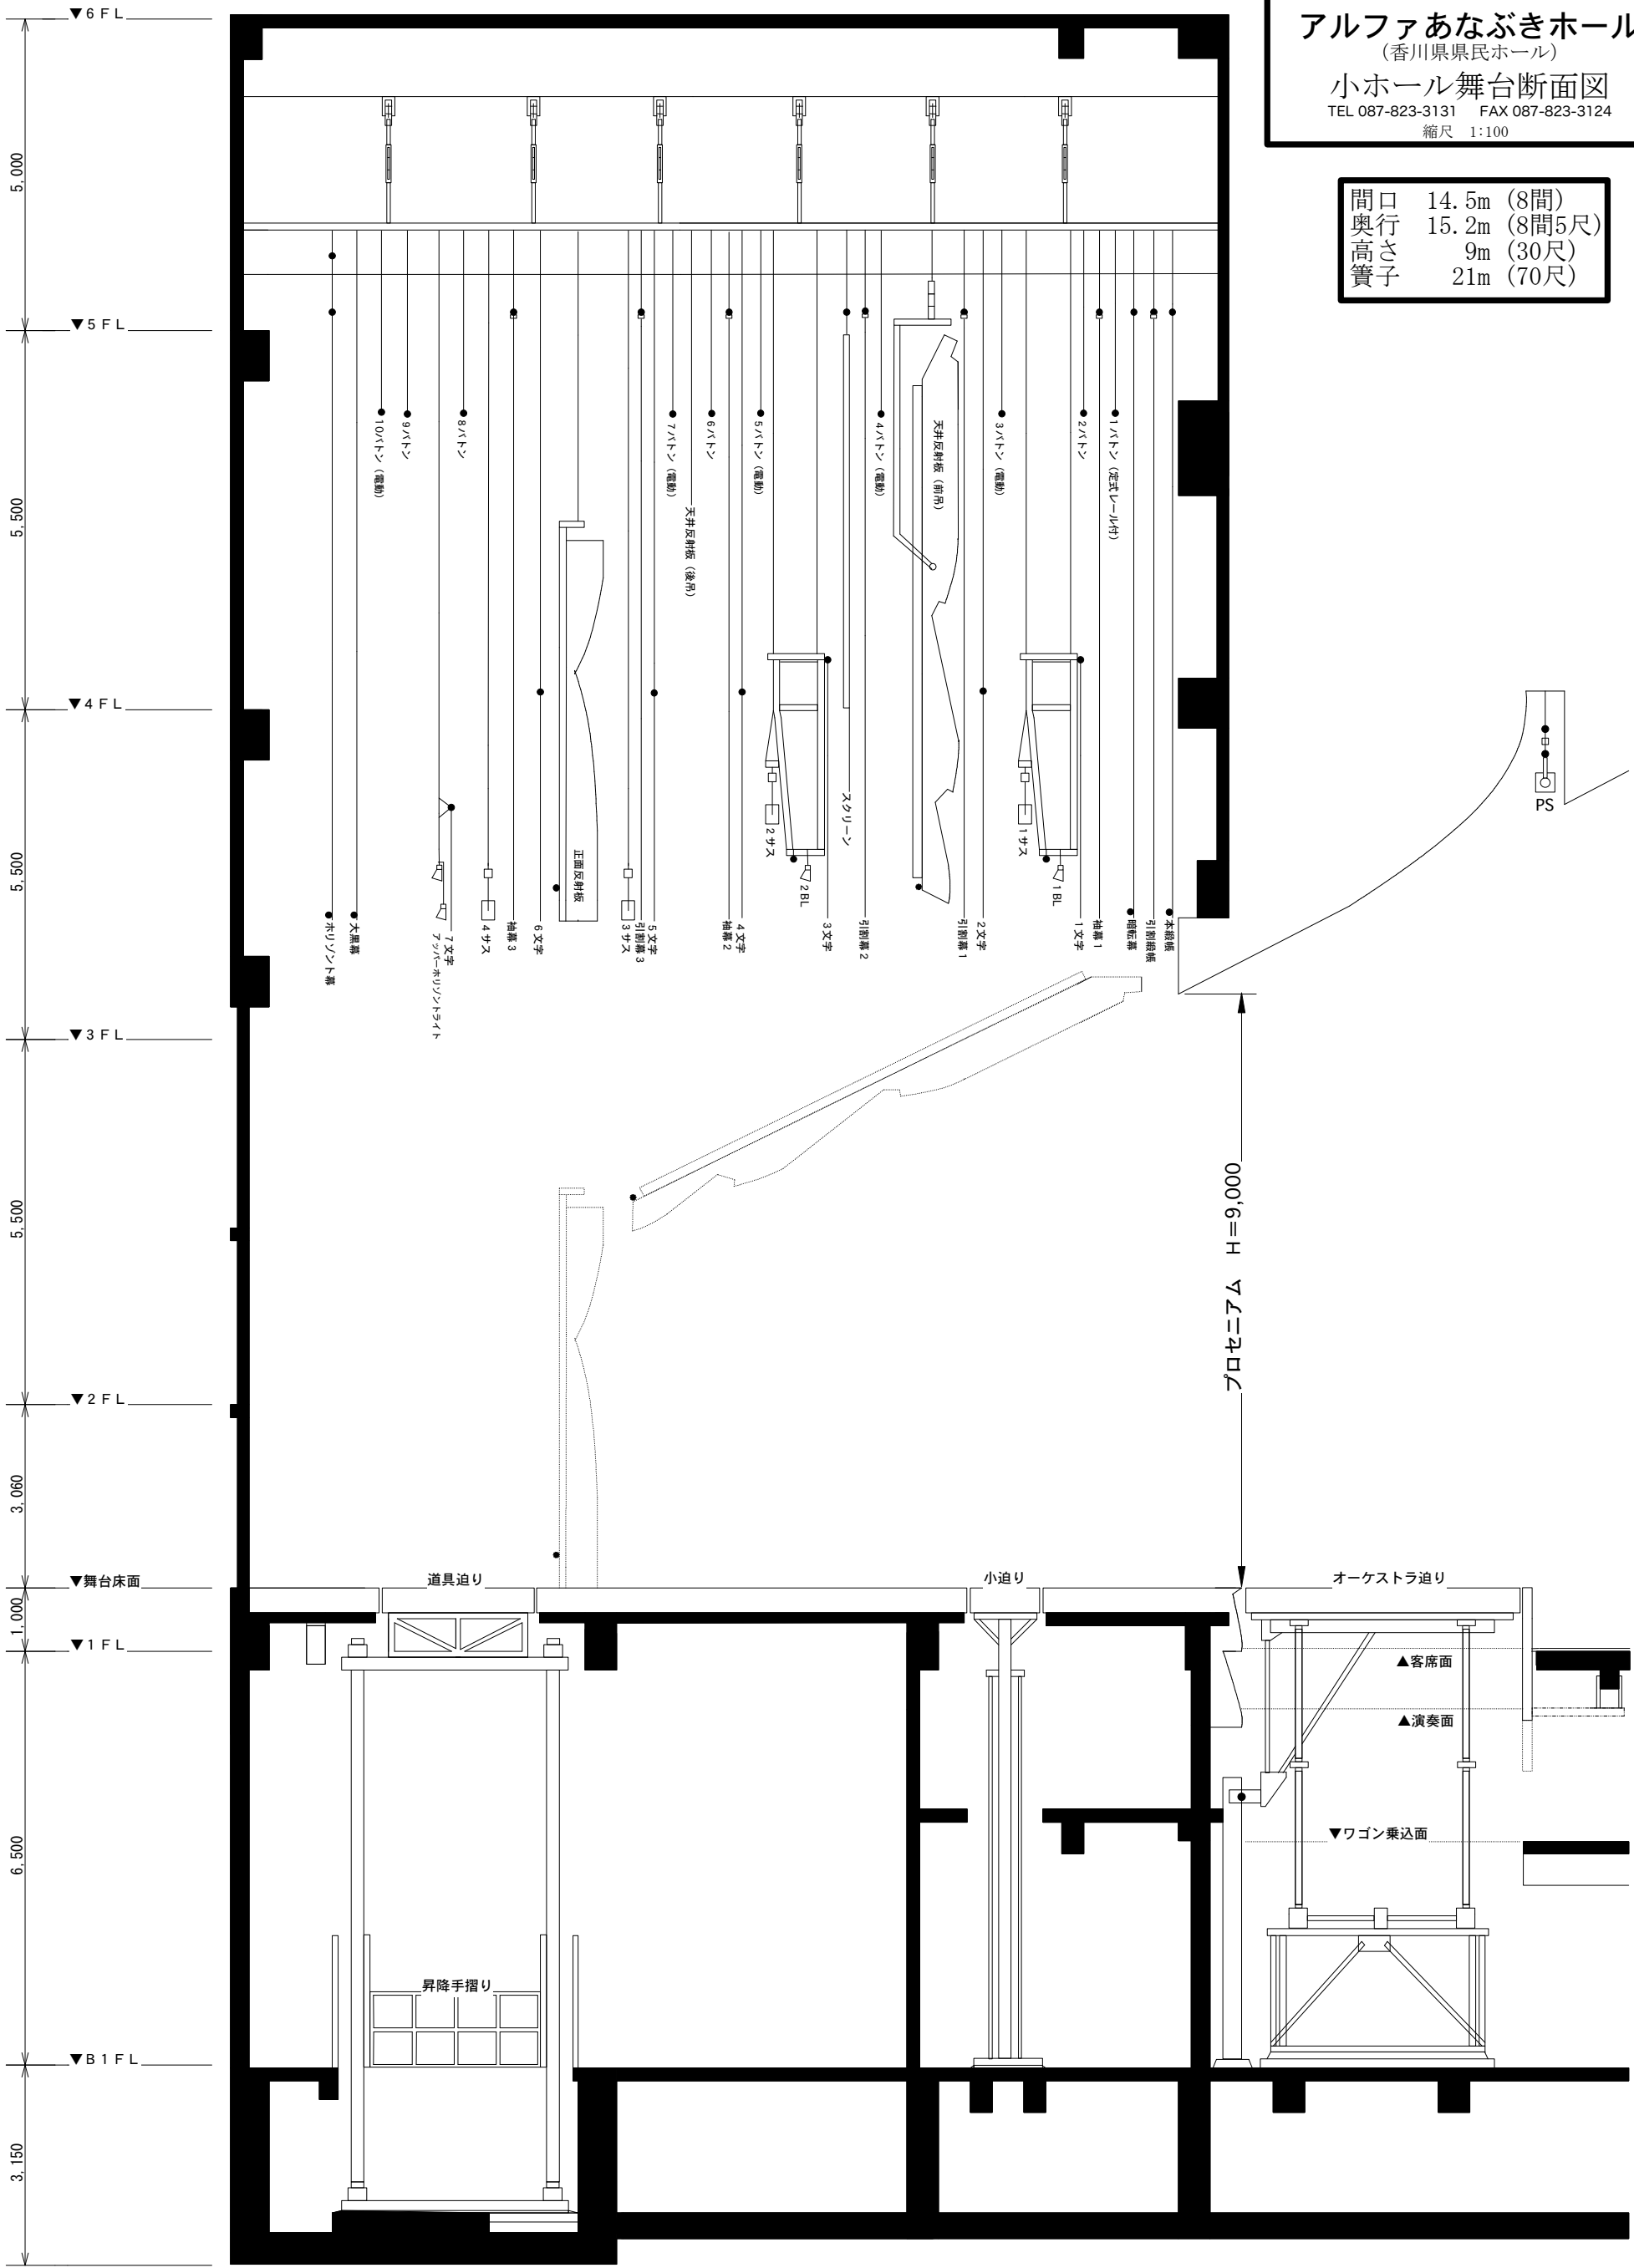 アルファあなぶきホール
(香川県県民ホール)
小ホール舞台断面図
TEL 087-823-3131 FAX 087-823-3124
縮尺 1:100
間口 14.5m (8間)
奥行 15.2m (8間5尺)
高さ 9m (30尺)
簀子 21m (70尺)
▼6FL
5,000
▼5FL
5,500
▼4FL
5,500
▼3FL
5,500
▼2FL
3,060
▼舞台床面
1,000
▼1FL
6,500
▼B1FL
3,150
ホリゾント幕
大黒幕
10バトン (電動)
9バトン
7文字
アッパーホリゾントライト
8バトン
4サス
袖幕3
6文字
正面反射板
3サス
引割幕3
5文字
7バトン (電動)
天井反射板 (後吊)
6バトン
袖幕2
4文字
5バトン (電動)
2サス
2BL
3文字
スクリーン
引割幕2
4バトン (電動)
天井反射板 (前吊)
引割幕1
2文字
3バトン (電動)
1サス
1BL
1文字
2バトン
袖幕1
1バトン (定式レール付)
暗転幕
引割緞帳
本緞帳
PS
プロセニアム H=9,000
道具迫り
小迫り
オーケストラ迫り
▲客席面
▲演奏面
▼ワゴン乗込面
昇降手摺り